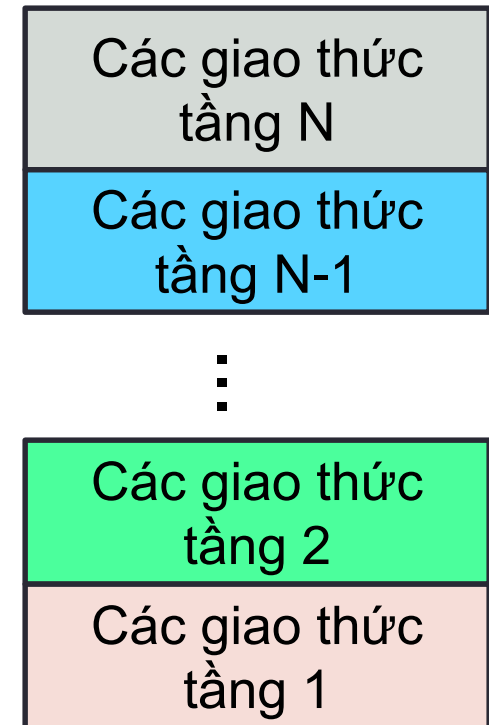 Các giao thức
tầng N
Các giao thức
tầng N-1
Các giao thức
tầng 2
Các giao thức
tầng 1